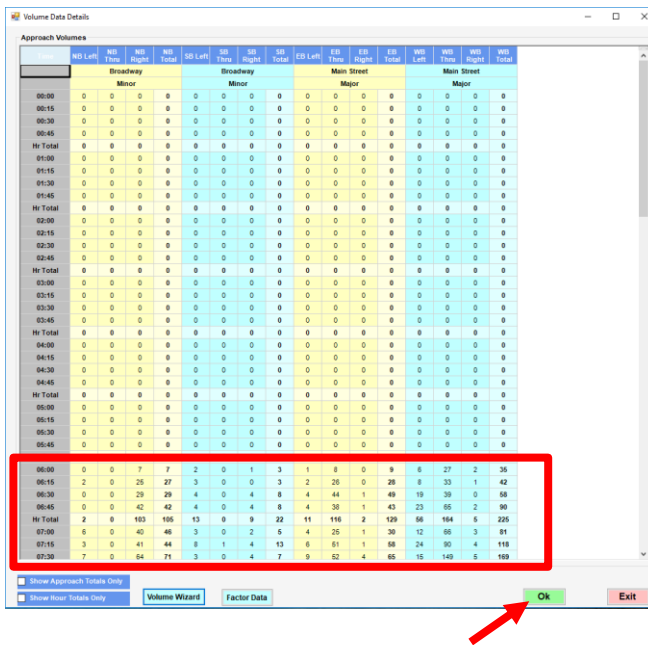 Volume Data Details
Approach Volumes
Time NB Left NB Thru NB Right NB Total SB Left SB Thru SB Right SB Total EB Left EB Thru EB Right EB Total WB Left WB Thru WB Right WB Total
Broadway Broadway Main Street Main Street
Minor Minor Major Major
00:00 0 0 0 0 0 0 0 0 0 0 0 0 0 0 0 0
00:15 0 0 0 0 0 0 0 0 0 0 0 0 0 0 0 0
00:30 0 0 0 0 0 0 0 0 0 0 0 0 0 0 0 0
00:45 0 0 0 0 0 0 0 0 0 0 0 0 0 0 0 0
Hr Total 0 0 0 0 0 0 0 0 0 0 0 0 0 0 0 0
01:00 0 0 0 0 0 0 0 0 0 0 0 0 0 0 0 0
01:15 0 0 0 0 0 0 0 0 0 0 0 0 0 0 0 0
01:30 0 0 0 0 0 0 0 0 0 0 0 0 0 0 0 0
01:45 0 0 0 0 0 0 0 0 0 0 0 0 0 0 0 0
Hr Total 0 0 0 0 0 0 0 0 0 0 0 0 0 0 0 0
02:00 0 0 0 0 0 0 0 0 0 0 0 0 0 0 0 0
02:15 0 0 0 0 0 0 0 0 0 0 0 0 0 0 0 0
02:30 0 0 0 0 0 0 0 0 0 0 0 0 0 0 0 0
02:45 0 0 0 0 0 0 0 0 0 0 0 0 0 0 0 0
Hr Total 0 0 0 0 0 0 0 0 0 0 0 0 0 0 0 0
03:00 0 0 0 0 0 0 0 0 0 0 0 0 0 0 0 0
03:15 0 0 0 0 0 0 0 0 0 0 0 0 0 0 0 0
03:30 0 0 0 0 0 0 0 0 0 0 0 0 0 0 0 0
03:45 0 0 0 0 0 0 0 0 0 0 0 0 0 0 0 0
Hr Total 0 0 0 0 0 0 0 0 0 0 0 0 0 0 0 0
04:00 0 0 0 0 0 0 0 0 0 0 0 0 0 0 0 0
04:15 0 0 0 0 0 0 0 0 0 0 0 0 0 0 0 0
04:30 0 0 0 0 0 0 0 0 0 0 0 0 0 0 0 0
04:45 0 0 0 0 0 0 0 0 0 0 0 0 0 0 0 0
Hr Total 0 0 0 0 0 0 0 0 0 0 0 0 0 0 0 0
05:00 0 0 0 0 0 0 0 0 0 0 0 0 0 0 0 0
05:15 0 0 0 0 0 0 0 0 0 0 0 0 0 0 0 0
05:30 0 0 0 0 0 0 0 0 0 0 0 0 0 0 0 0
05:45 0 0 0 0 0 0 0 0 0 0 0 0 0 0 0 0
06:00 0 0 7 7 2 0 1 3 1 8 0 9 6 27 2 35
06:15 2 0 25 27 3 0 0 3 2 26 0 28 8 33 1 42
06:30 0 0 29 29 4 0 4 8 4 44 1 49 19 39 0 58
06:45 0 0 42 42 4 0 4 8 4 38 1 43 23 65 2 90
Hr Total 2 0 103 105 13 0 9 22 11 116 2 129 56 164 5 225
07:00 6 0 40 46 3 0 2 5 4 25 1 30 12 66 3 81
07:15 3 0 41 44 8 1 4 13 6 51 1 58 24 90 4 118
07:30 7 0 64 71 3 0 4 7 9 52 4 65 15 149 5 169
Show Approach Totals Only
Show Hour Totals Only Volume Wizard Factor Data Ok Exit